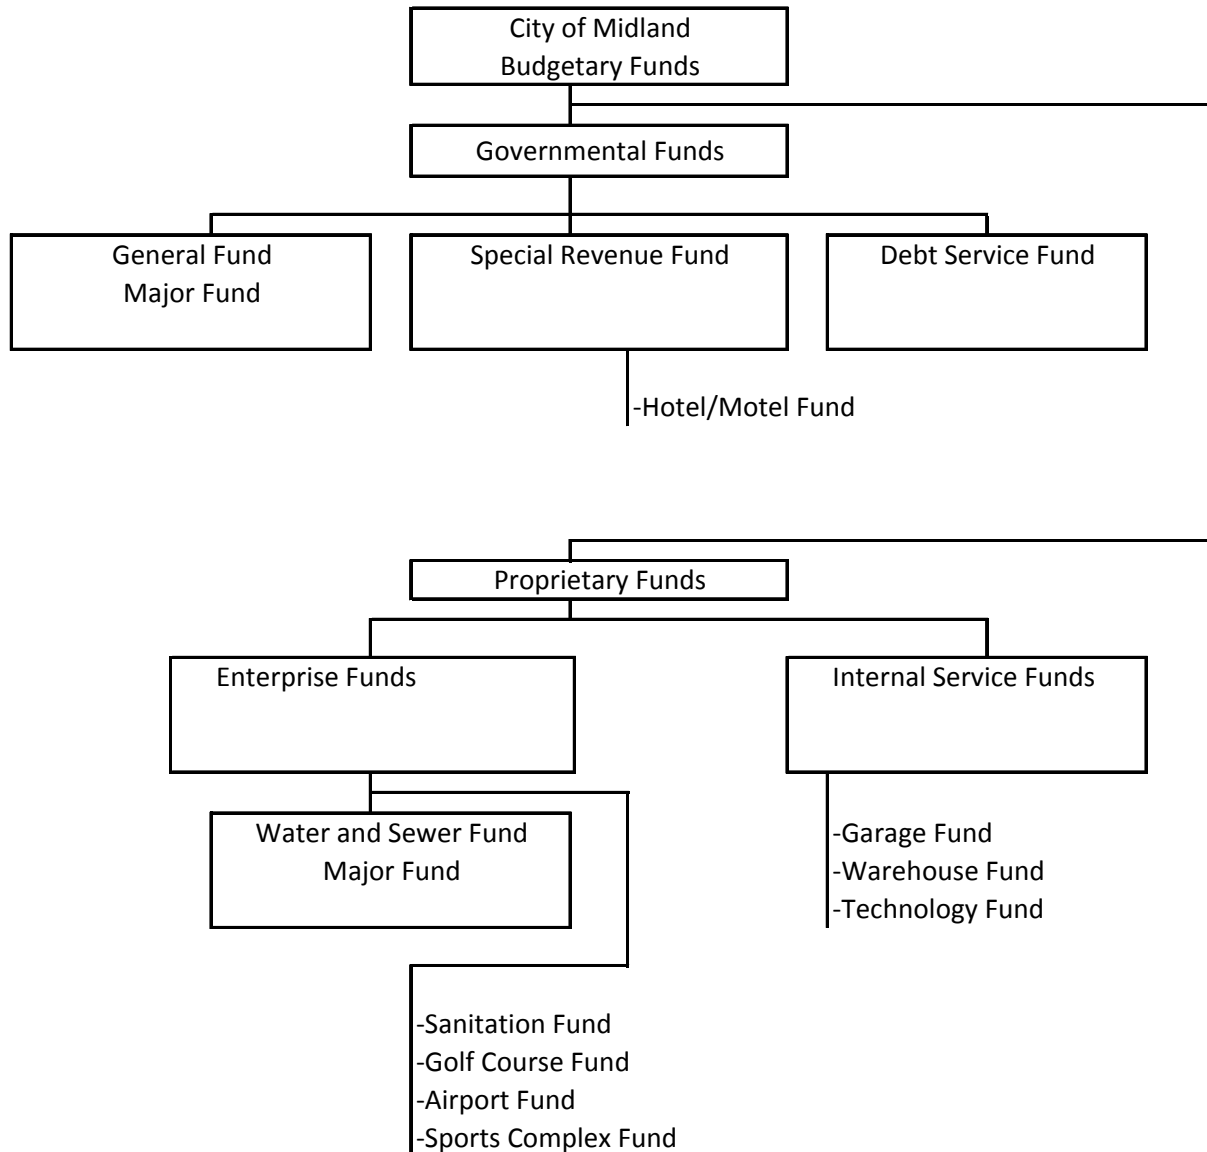 City of Midland
Budgetary Funds
Governmental Funds
General Fund
Major Fund
Special Revenue Fund
Debt Service Fund
-Hotel/Motel Fund
Proprietary Funds
Enterprise Funds
Internal Service Funds
Water and Sewer Fund
Major Fund
-Garage Fund
-Warehouse Fund
-Technology Fund
-Sanitation Fund
-Golf Course Fund
-Airport Fund
-Sports Complex Fund